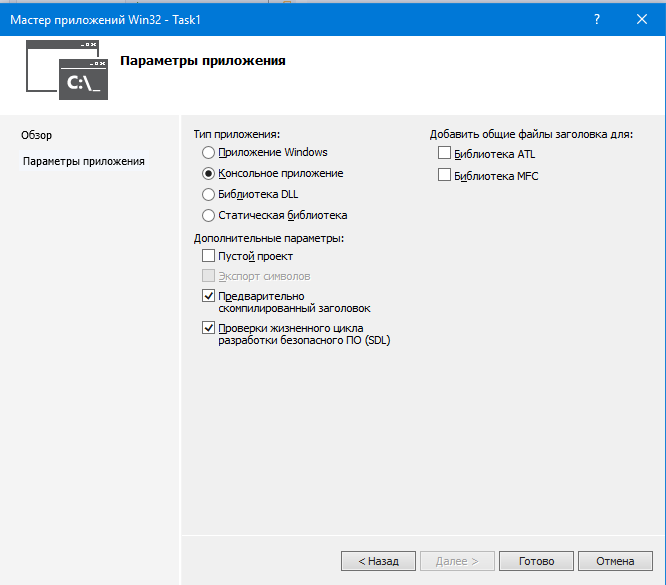 Мастер приложений Win32 - Task1
?
C:\_
Параметры приложения
Обзор
Параметры приложения
Тип приложения:
Приложение Windows
Консольное приложение
Библиотека DLL
Статическая библиотека
Дополнительные параметры:
Пустой проект
Экспорт символов
Предварительно
скомпилированный заголовок
Проверки жизненного цикла
разработки безопасного ПО (SDL)
Добавить общие файлы заголовка для:
Библиотека ATL
Библиотека MFC
< Назад
Далее >
Готово
Отмена